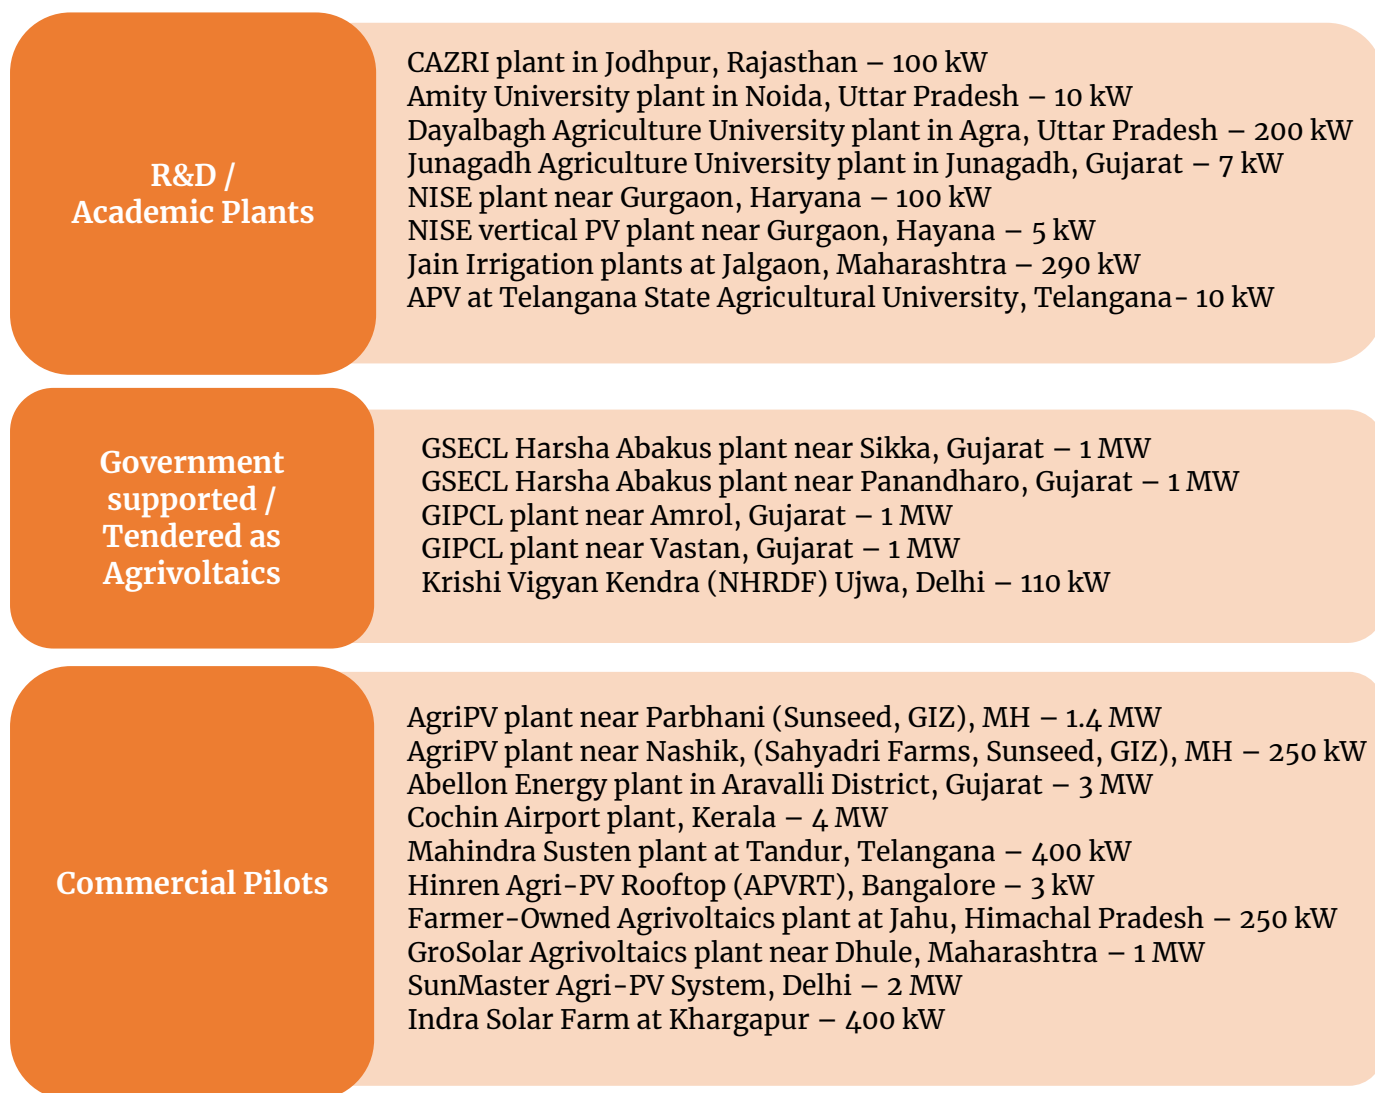 R&D /
Academic Plants
CAZRI plant in Jodhpur, Rajasthan – 100 kW
Amity University plant in Noida, Uttar Pradesh – 10 kW
Dayalbagh Agriculture University plant in Agra, Uttar Pradesh – 200 kW
Junagadh Agriculture University plant in Junagadh, Gujarat – 7 kW
NISE plant near Gurgaon, Haryana – 100 kW
NISE vertical PV plant near Gurgaon, Hayana – 5 kW
Jain Irrigation plants at Jalgaon, Maharashtra – 290 kW
APV at Telangana State Agricultural University, Telangana- 10 kW
Government
supported /
Tendered as
Agrivoltaics
GSECL Harsha Abakus plant near Sikka, Gujarat – 1 MW
GSECL Harsha Abakus plant near Panandharo, Gujarat – 1 MW
GIPCL plant near Amrol, Gujarat – 1 MW
GIPCL plant near Vastan, Gujarat – 1 MW
Krishi Vigyan Kendra (NHRDF) Ujwa, Delhi – 110 kW
Commercial Pilots
AgriPV plant near Parbhani (Sunseed, GIZ), MH – 1.4 MW
AgriPV plant near Nashik, (Sahyadri Farms, Sunseed, GIZ), MH – 250 kW
Abellon Energy plant in Aravalli District, Gujarat – 3 MW
Cochin Airport plant, Kerala – 4 MW
Mahindra Susten plant at Tandur, Telangana – 400 kW
Hinren Agri-PV Rooftop (APVRT), Bangalore – 3 kW
Farmer-Owned Agrivoltaics plant at Jahu, Himachal Pradesh – 250 kW
GroSolar Agrivoltaics plant near Dhule, Maharashtra – 1 MW
SunMaster Agri-PV System, Delhi – 2 MW
Indra Solar Farm at Khargapur – 400 kW